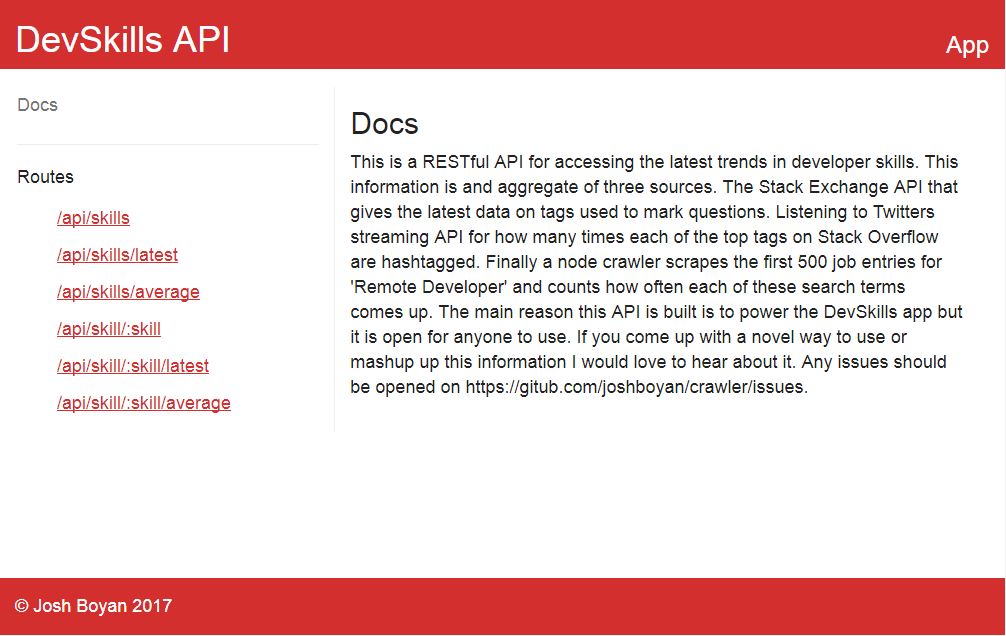 DevSkills API
App
Docs
Routes
/api/skills
/api/skills/latest
/api/skills/average
/api/skill/:skill
/api/skill/:skill/latest
/api/skill/:skill/average
Docs
This is a RESTful API for accessing the latest trends in developer skills. This
information is and aggregate of three sources. The Stack Exchange API that
gives the latest data on tags used to mark questions. Listening to Twitters
streaming API for how many times each of the top tags on Stack Overflow
are hashtagged. Finally a node crawler scrapes the first 500 job entries for
'Remote Developer' and counts how often each of these search terms
comes up. The main reason this API is built is to power the DevSkills app but
it is open for anyone to use. If you come up with a novel way to use or
mashup up this information I would love to hear about it. Any issues should
be opened on https://gitub.com/joshboyan/crawler/issues.
© Josh Boyan 2017